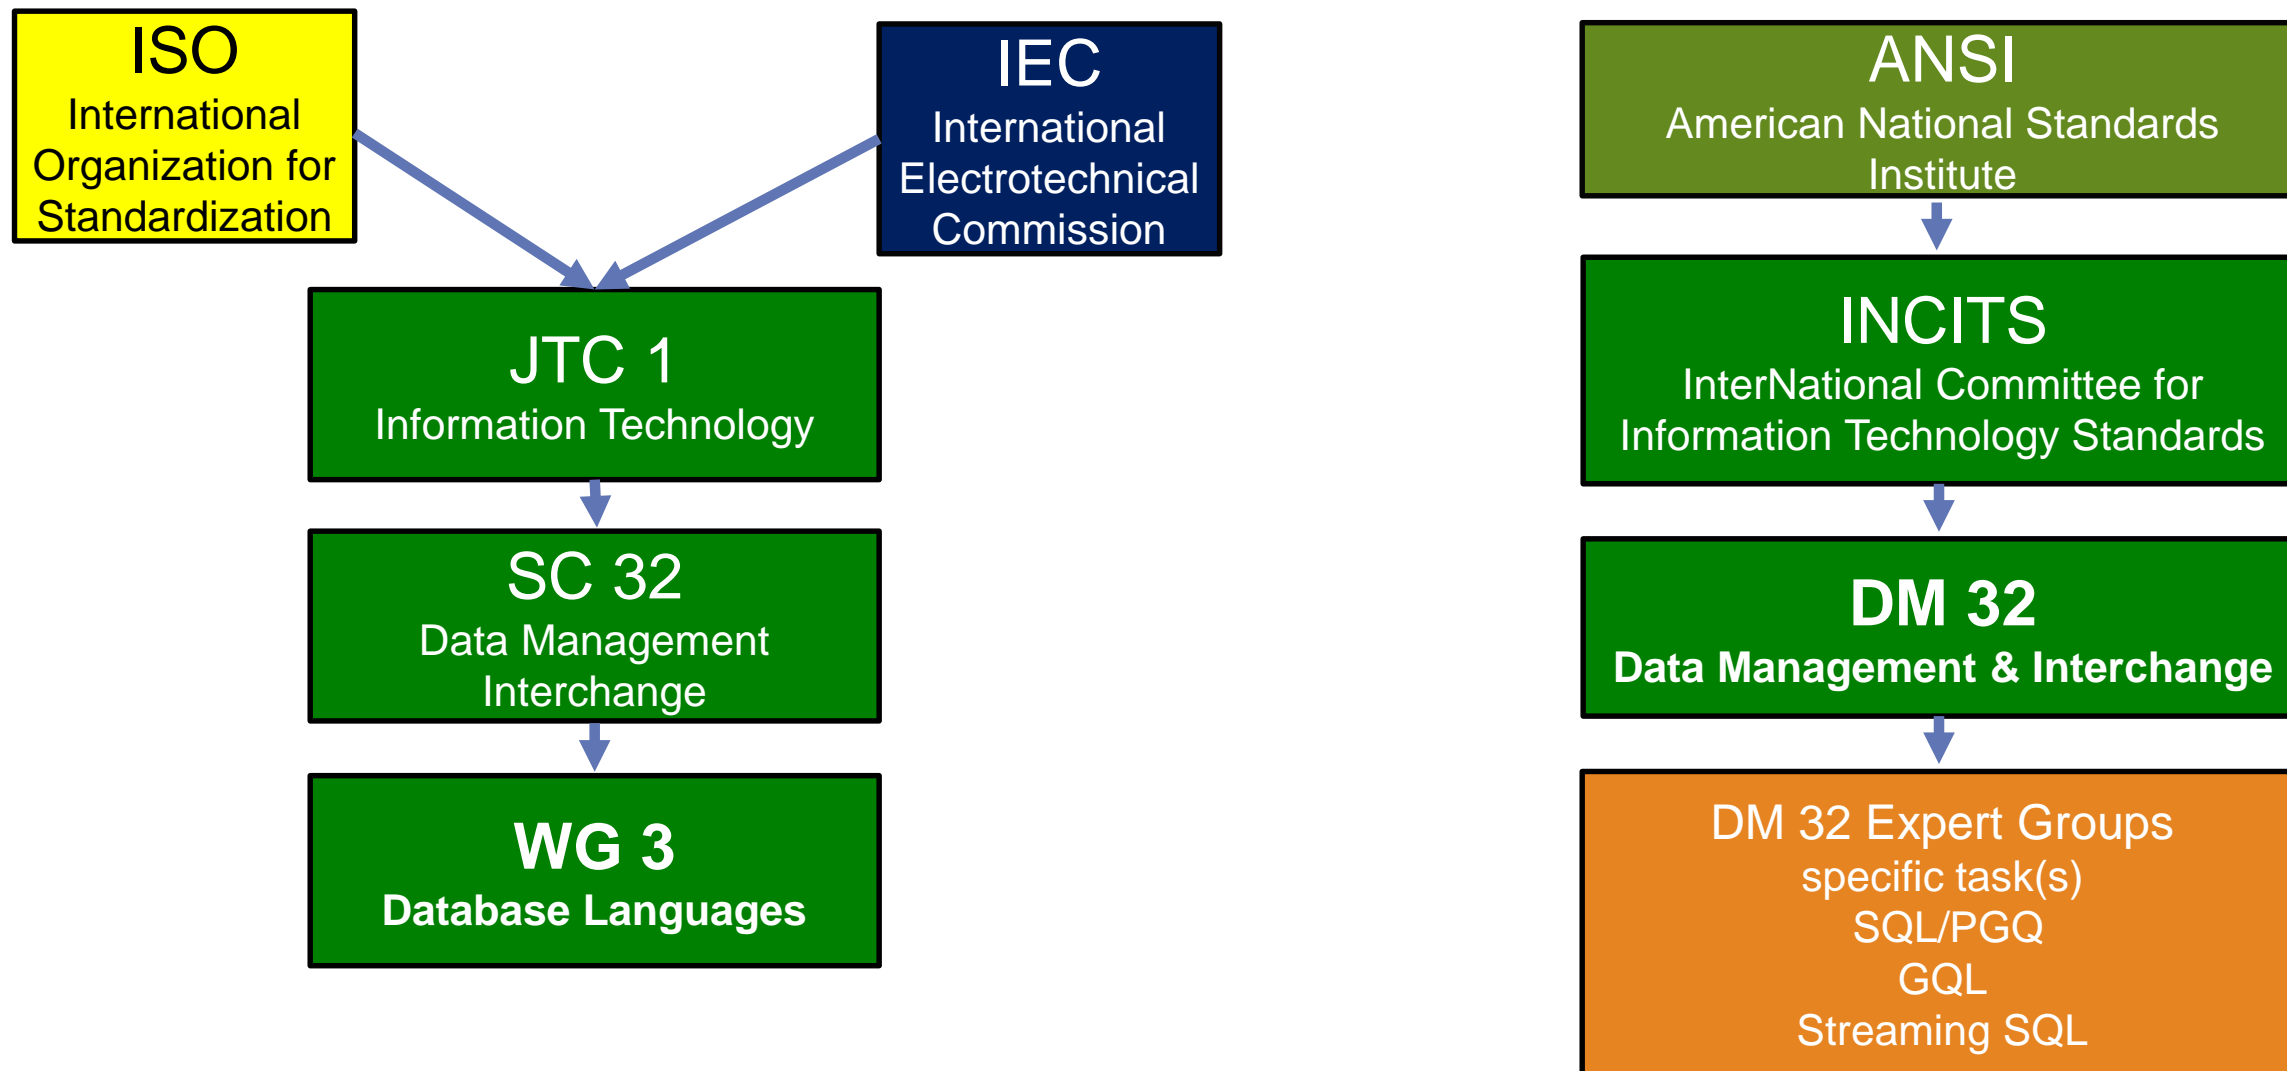 ISO
International
Organization for
Standardization
IEC
International
Electrotechnical
Commission
JTC 1
Information Technology
SC 32
Data Management
Interchange
WG 3
Database Languages
ANSI
American National Standards
Institute
INCITS
InterNational Committee for
Information Technology Standards
DM 32
Data Management & Interchange
DM 32 Expert Groups
specific task(s)
SQL/PGQ
GQL
Streaming SQL